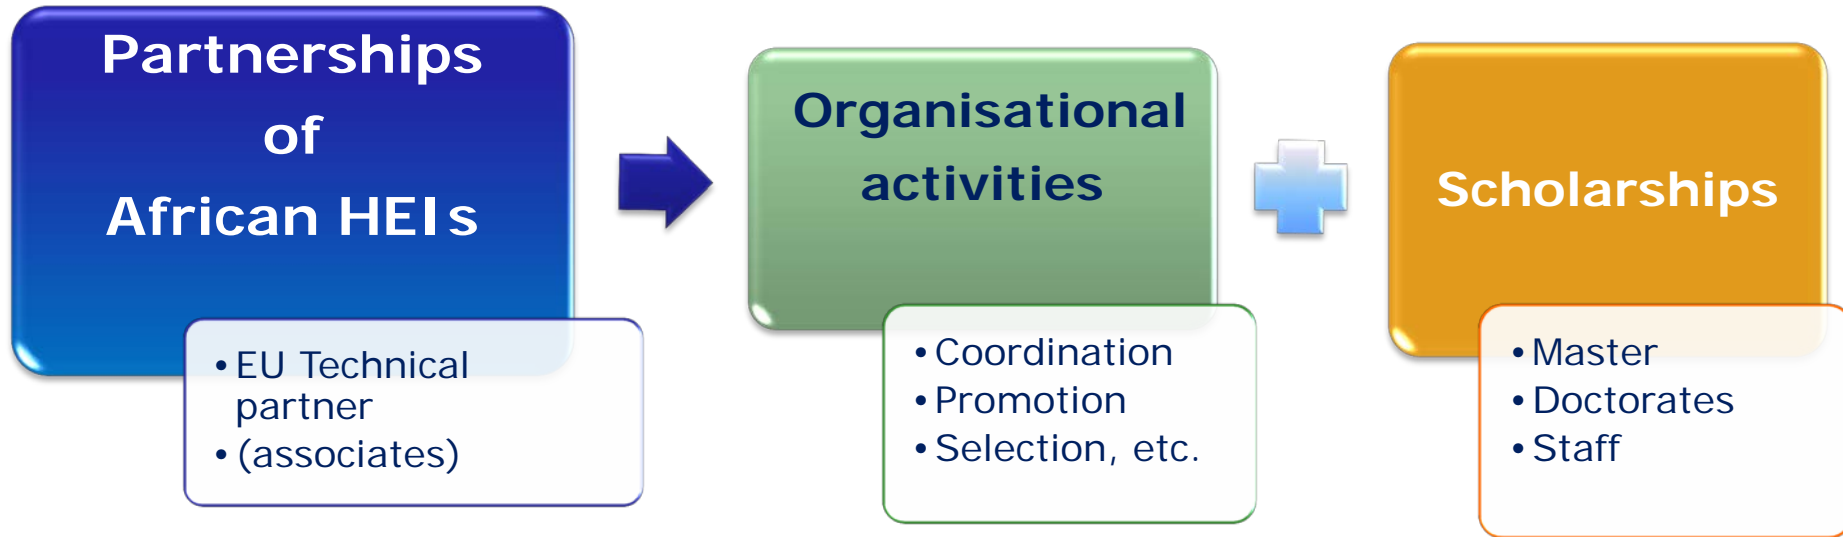 Partnerships
of
African HEIs
• EU Technical
partner
• (associates)
Organisational
activities
• Coordination
• Promotion
• Selection, etc.
Scholarships
• Master
• Doctorates
• Staff